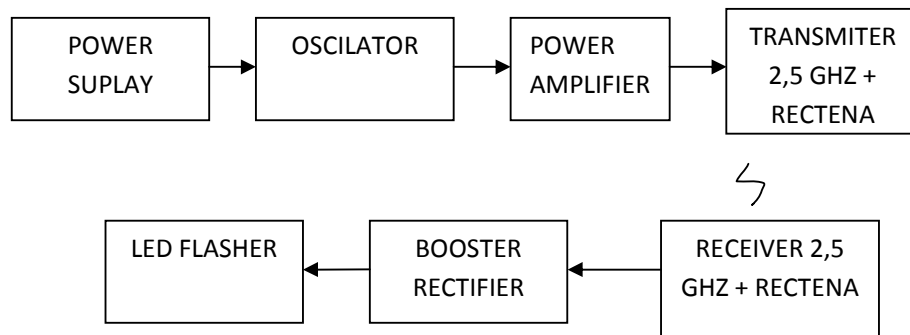 POWER
SUPLAY
OSCILATOR
POWER
AMPLIFIER
TRANSMITER
2,5 GHZ +
RECTENA
LED FLASHER
BOOSTER
RECTIFIER
RECEIVER 2,5
GHZ + RECTENA